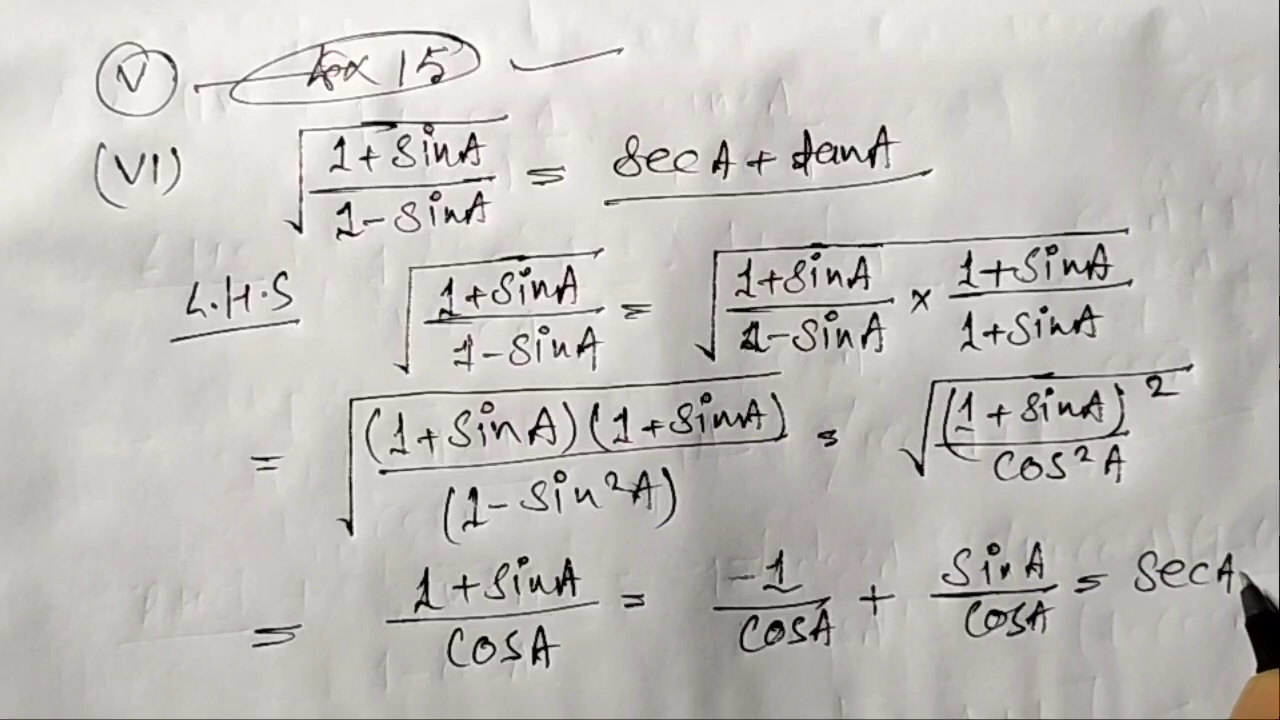 (V) — 15
(VI) √((1+SinA)/(1-SinA)) = SecA + tanA
L.H.S √((1+SinA)/(1-SinA)) = √((1+SinA)/(1-SinA) × (1+SinA)/(1+SinA))
= √((1+SinA)(1+SinA)/(1-Sin²A)) = √((1+SinA)²/COS²A)
= (1+SinA)/COSA = -1/COSA + SinA/COSA = SecA